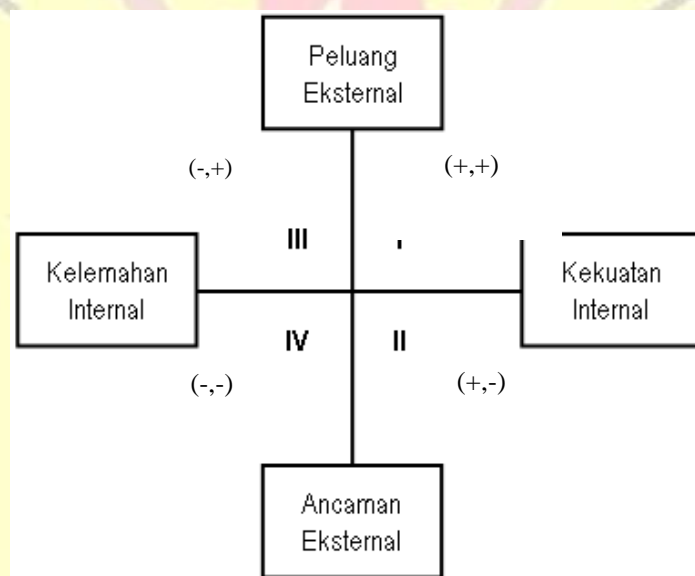 Peluang
Eksternal
(-,+)
(+,+)
III
Kelemahan
Internal
Kekuatan
Internal
IV
II
(-,-)
(+,-)
Ancaman
Eksternal